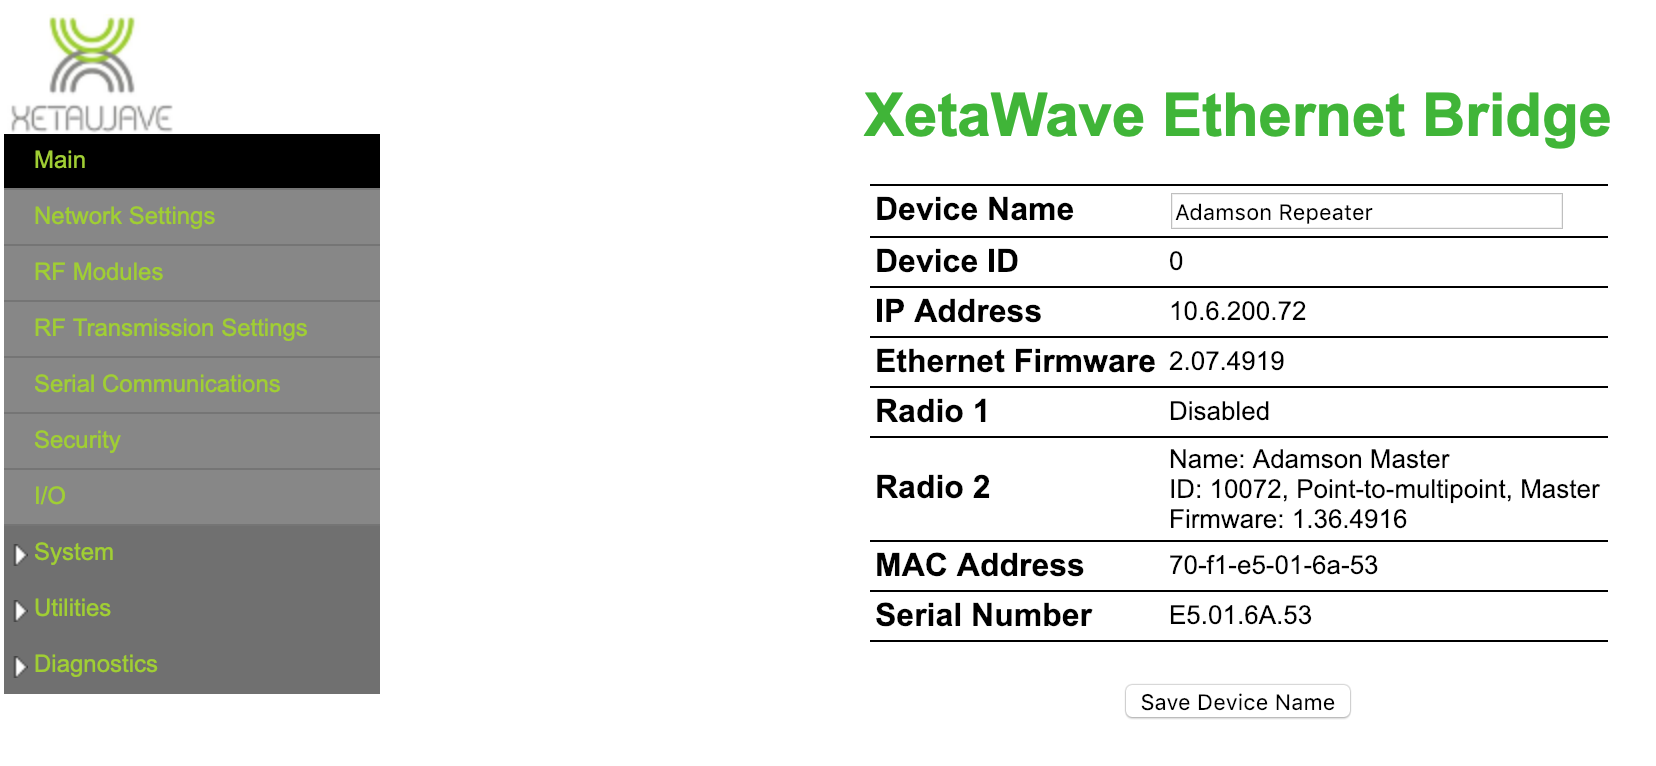 XETAWAVE
Main
Network Settings
RF Modules
RF Transmission Settings
Serial Communications
Security
I/O
System
Utilities
Diagnostics
XetaWave Ethernet Bridge
Device Name Adamson Repeater
Device ID 0
IP Address 10.6.200.72
Ethernet Firmware 2.07.4919
Radio 1 Disabled
Radio 2
Name: Adamson Master
ID: 10072, Point-to-multipoint, Master
Firmware: 1.36.4916
MAC Address 70-f1-e5-01-6a-53
Serial Number E5.01.6A.53
Save Device Name